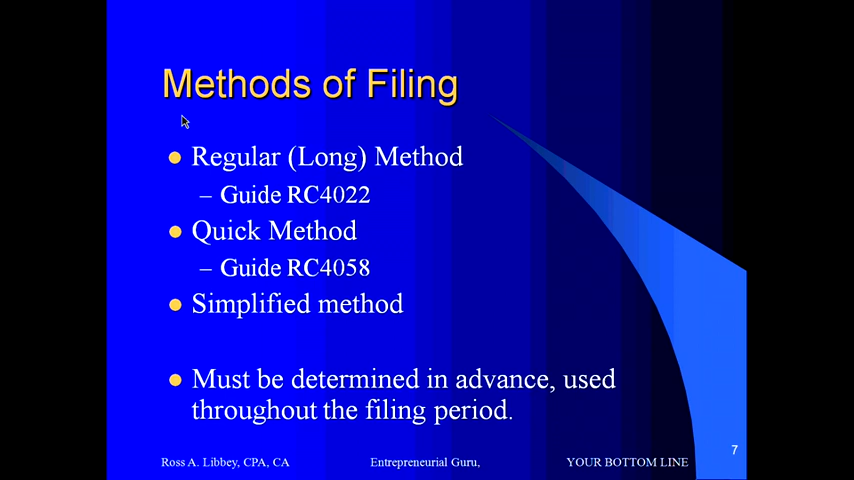 Methods of Filing
Regular (Long) Method
– Guide RC4022
Quick Method
– Guide RC4058
Simplified method
Must be determined in advance, used
throughout the filing period.
7
Ross A. Libbey, CPA, CA Entrepreneurial Guru, YOUR BOTTOM LINE